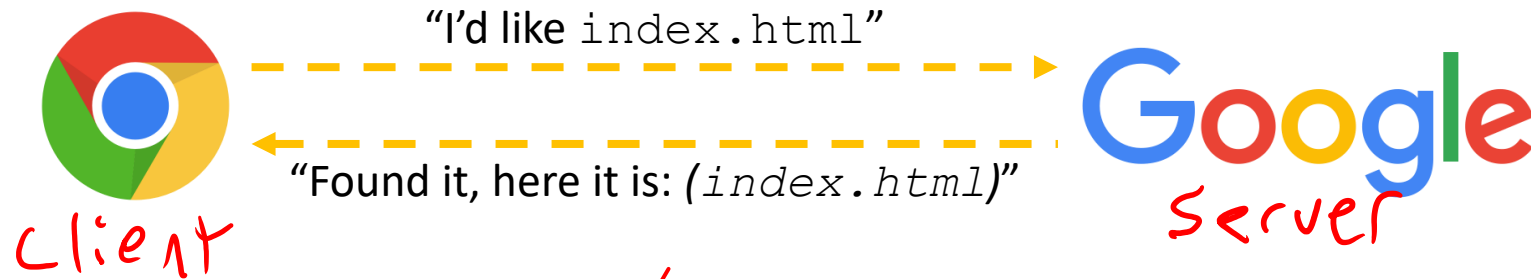 “I’d like index.html”
Google
“Found it, here it is: (index.html)”
client
server